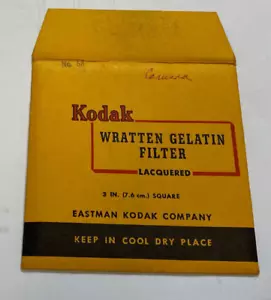 Kodak
WRATTEN GELATIN
FILTER
LACQUERED
3 IN. (7.6 cm.) SQUARE
EASTMAN KODAK COMPANY
KEEP IN COOL DRY PLACE